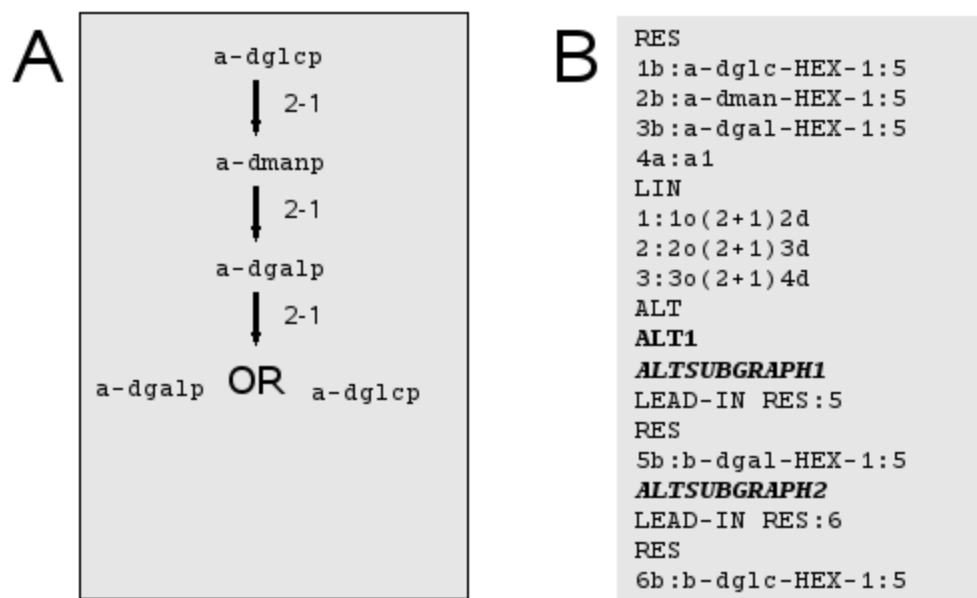 A
a-dglcp
2-1
a-dmanp
2-1
a-dgalp
2-1
a-dgalp OR a-dglcp
B
RES
1b:a-dglc-HEX-1:5
2b:a-dman-HEX-1:5
3b:a-dgal-HEX-1:5
4a:a1
LIN
1:1o(2+1)2d
2:2o(2+1)3d
3:3o(2+1)4d
ALT
ALT1
ALTSUBGRAPH1
LEAD-IN RES:5
RES
5b:b-dgal-HEX-1:5
ALTSUBGRAPH2
LEAD-IN RES:6
RES
6b:b-dglc-HEX-1:5